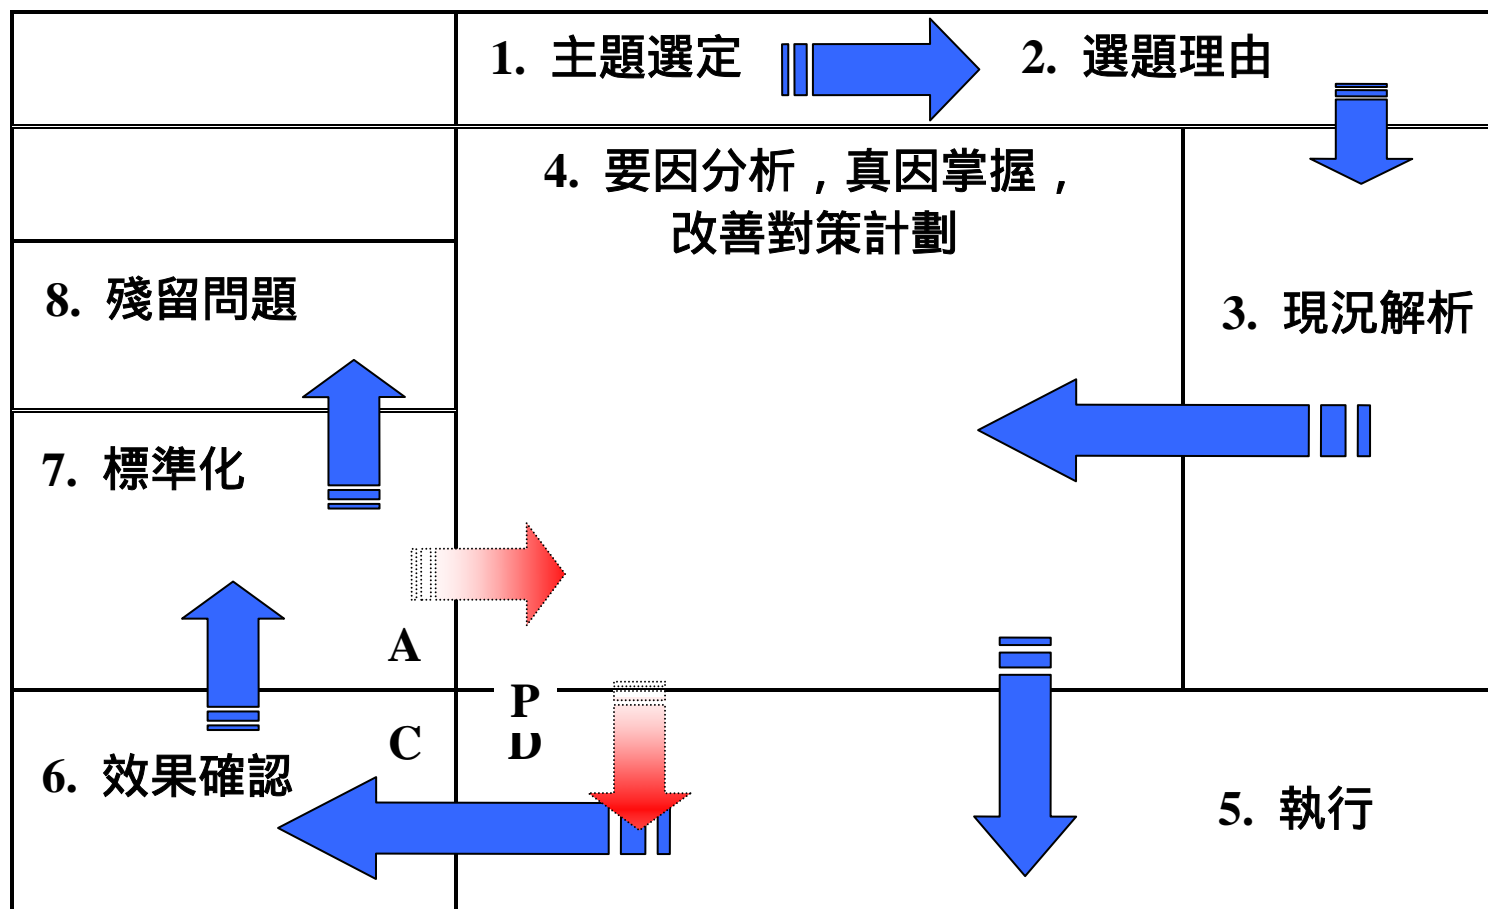 1. 主題選定
2. 選題理由
4. 要因分析，真因掌握，
改善對策計劃
3. 現況解析
8. 殘留問題
7. 標準化
A
P
C
D
6. 效果確認
5. 執行